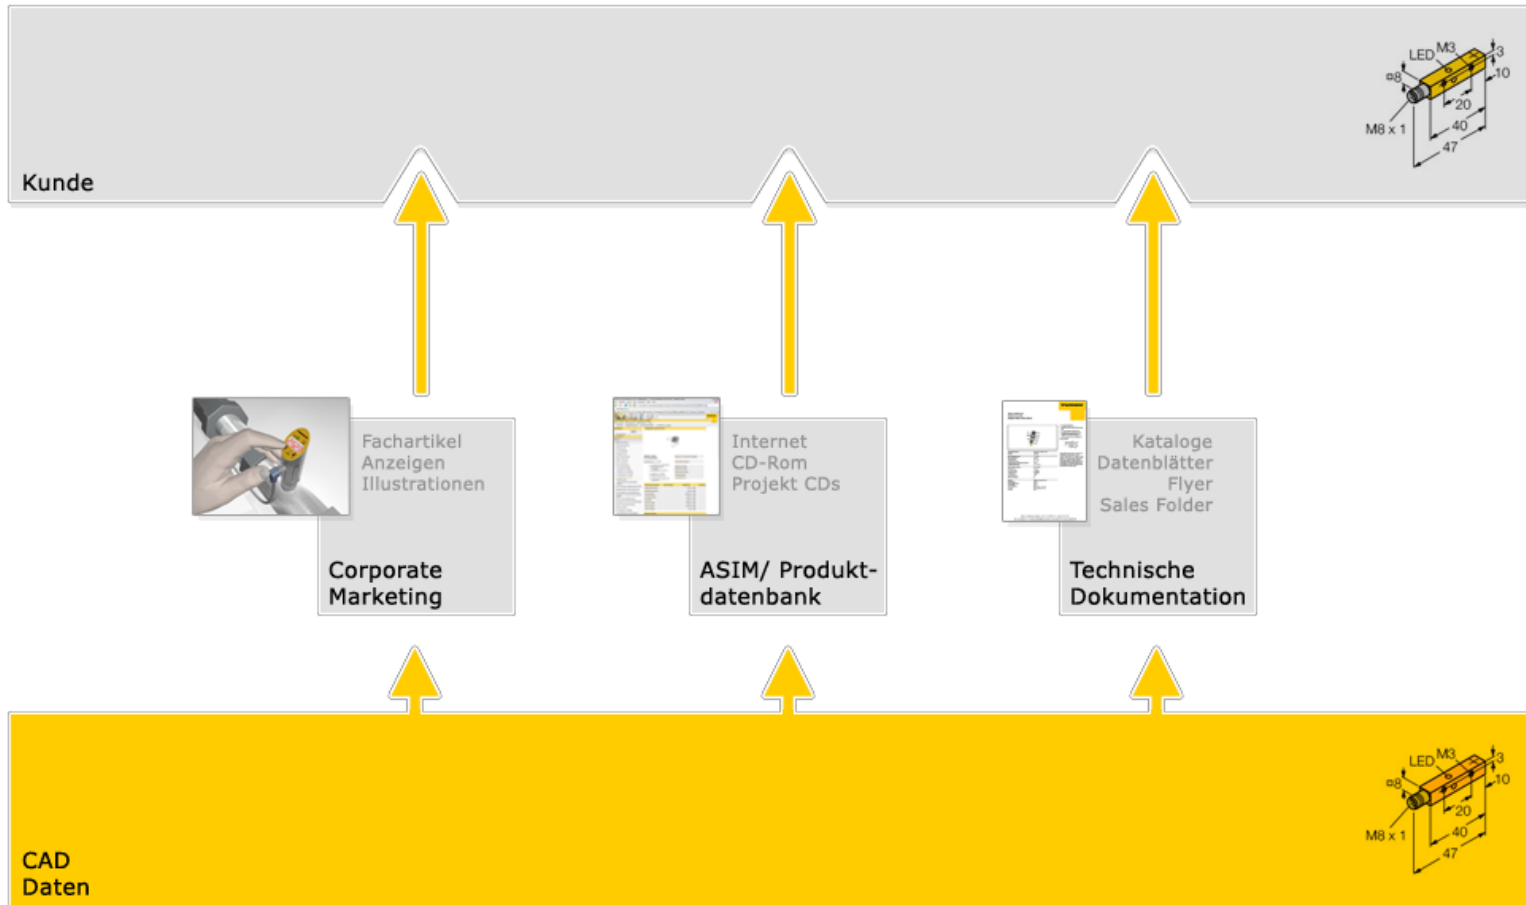 LED M3
3
¤8
10
20
M8 x 1
40
47
Kunde
Fachartikel
Anzeigen
Illustrationen
Corporate
Marketing
Internet
CD-Rom
Projekt CDs
ASIM/ Produkt-
datenbank
Kataloge
Datenblätter
Flyer
Sales Folder
Technische
Dokumentation
LED M3
3
¤8
10
20
M8 x 1
40
47
CAD
Daten